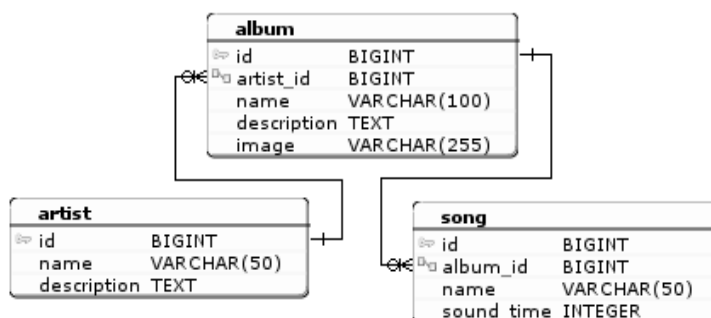 album
id BIGINT
artist_id BIGINT
name VARCHAR(100)
description TEXT
image VARCHAR(255)
artist
id BIGINT
name VARCHAR(50)
description TEXT
song
id BIGINT
album_id BIGINT
name VARCHAR(50)
sound_time INTEGER